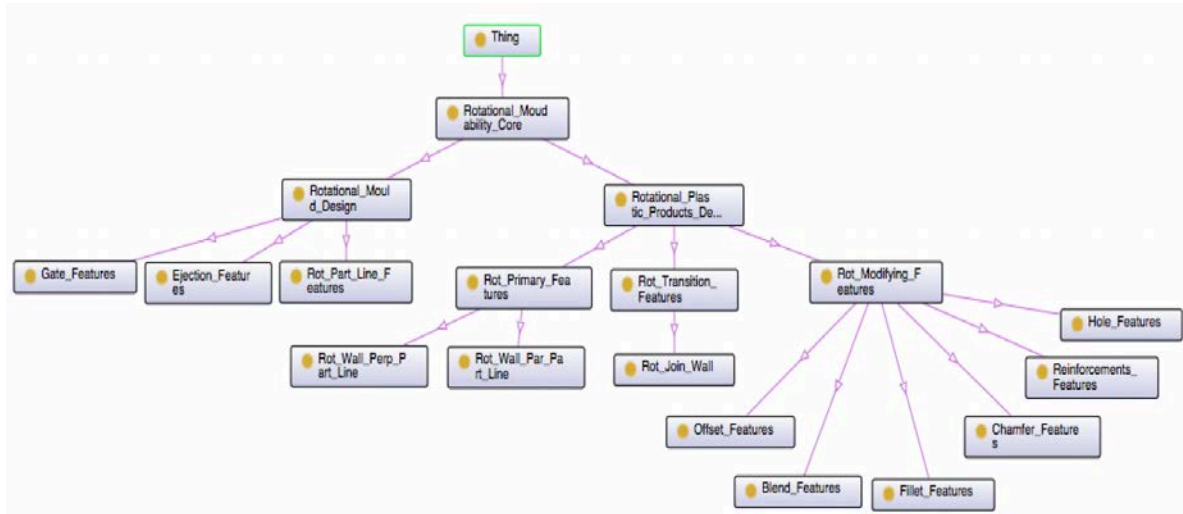 Thing
Rotational_Moud
ability_Core
Rotational_Moul
d_Design
Rotational_Plas
tic_Products_De...
Gate_Features
Ejection_Featur
es
Rot_Part_Line_F
eatures
Rot_Primary_Fea
tures
Rot_Transition_
Features
Rot_Modifying_F
eatures
Hole_Features
Rot_Wall_Perp_P
art_Line
Rot_Wall_Par_Pa
rt_Line
Rot_Join_Wall
Reinforcements_
Features
Offset_Features
Chamfer_Feature
s
Blend_Features
Fillet_Features